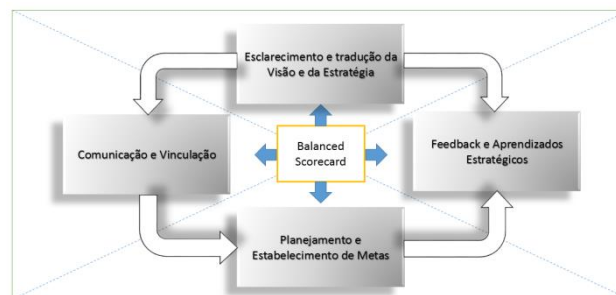 Esclarecimento e tradução da
Visão e da Estratégia
Comunicação e Vinculação
Balanced
Scorecard
Feedback e Aprendizados
Estratégicos
Planejamento e
Estabelecimento de Metas